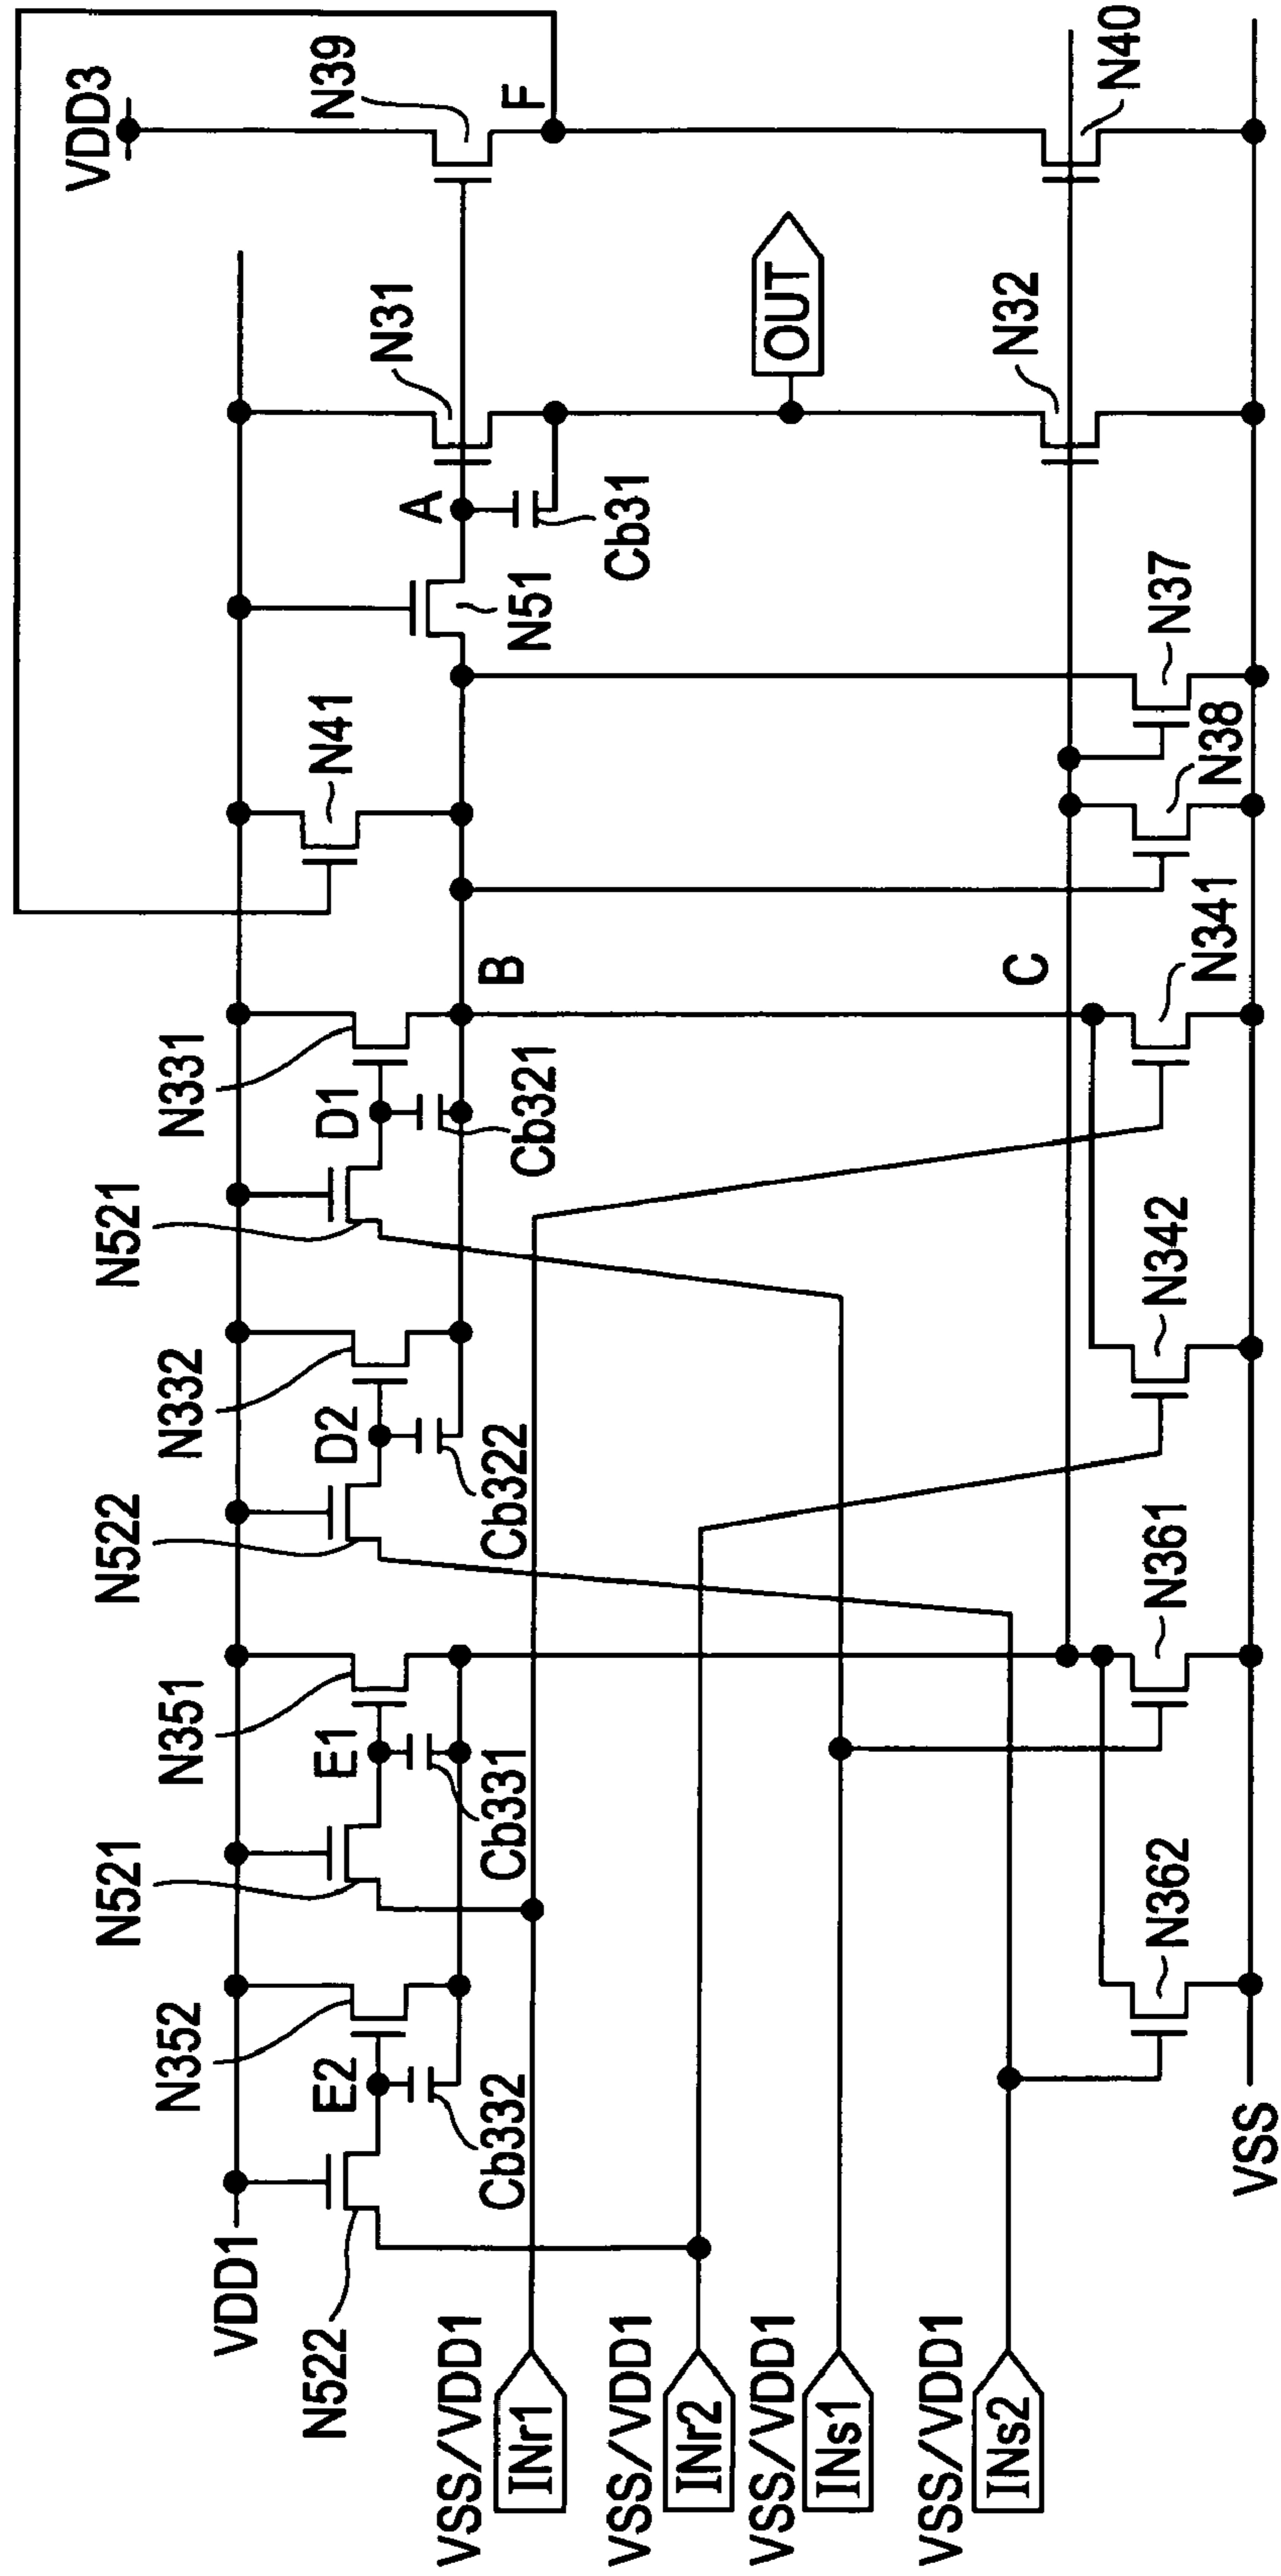 VDD3
N39
F
N40
N31
OUT
N32
A
Cb31
N51
N37
N41
N38
B
C
N341
N331
D1
Cb321
N521
N342
N332
D2
Cb322
N522
N361
N351
E1
Cb331
N521
N362
N352
E2
Cb332
N522
VDD1
VSS
VSS/VDD1
INr1
VSS/VDD1
INr2
VSS/VDD1
INs1
VSS/VDD1
INs2